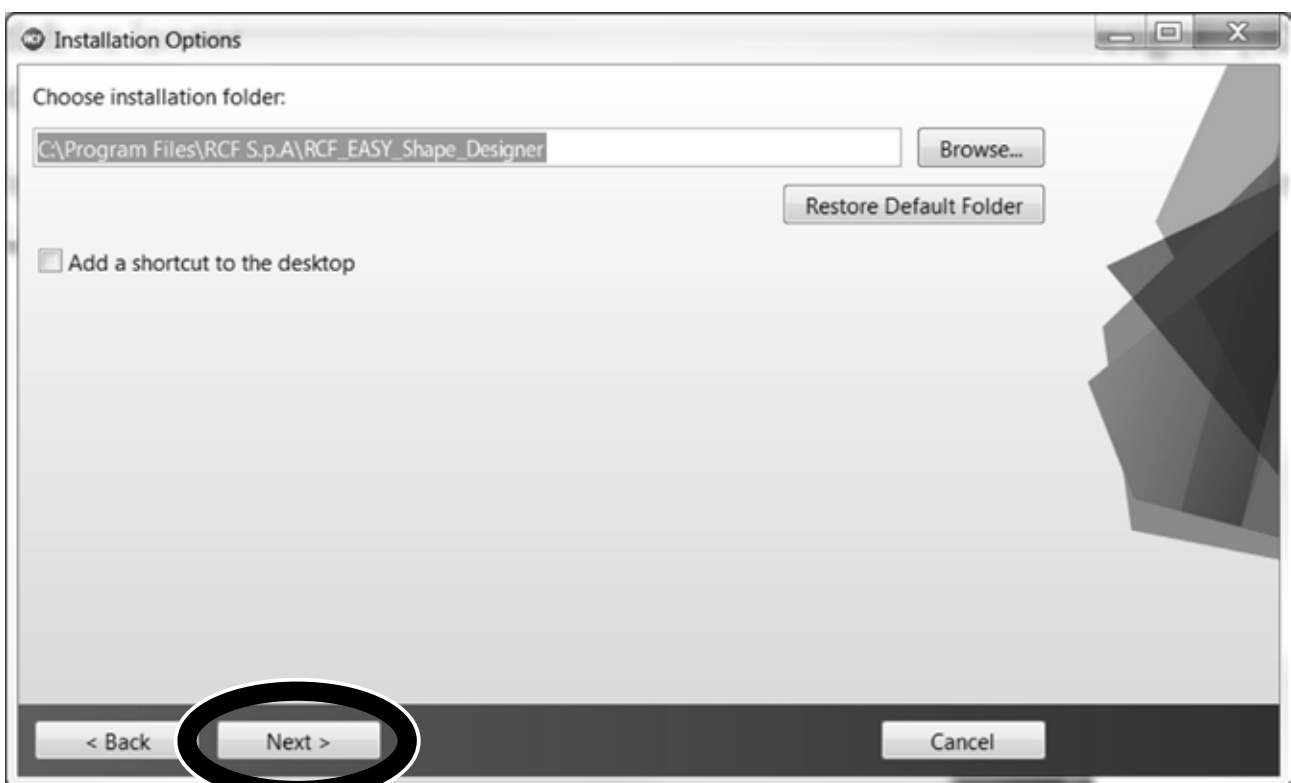 Installation Options
Choose installation folder:
C:\Program Files\RCF S.p.A\RCF_EASY_Shape_Designer
Browse...
Restore Default Folder
Add a shortcut to the desktop
< Back
Next >
Cancel